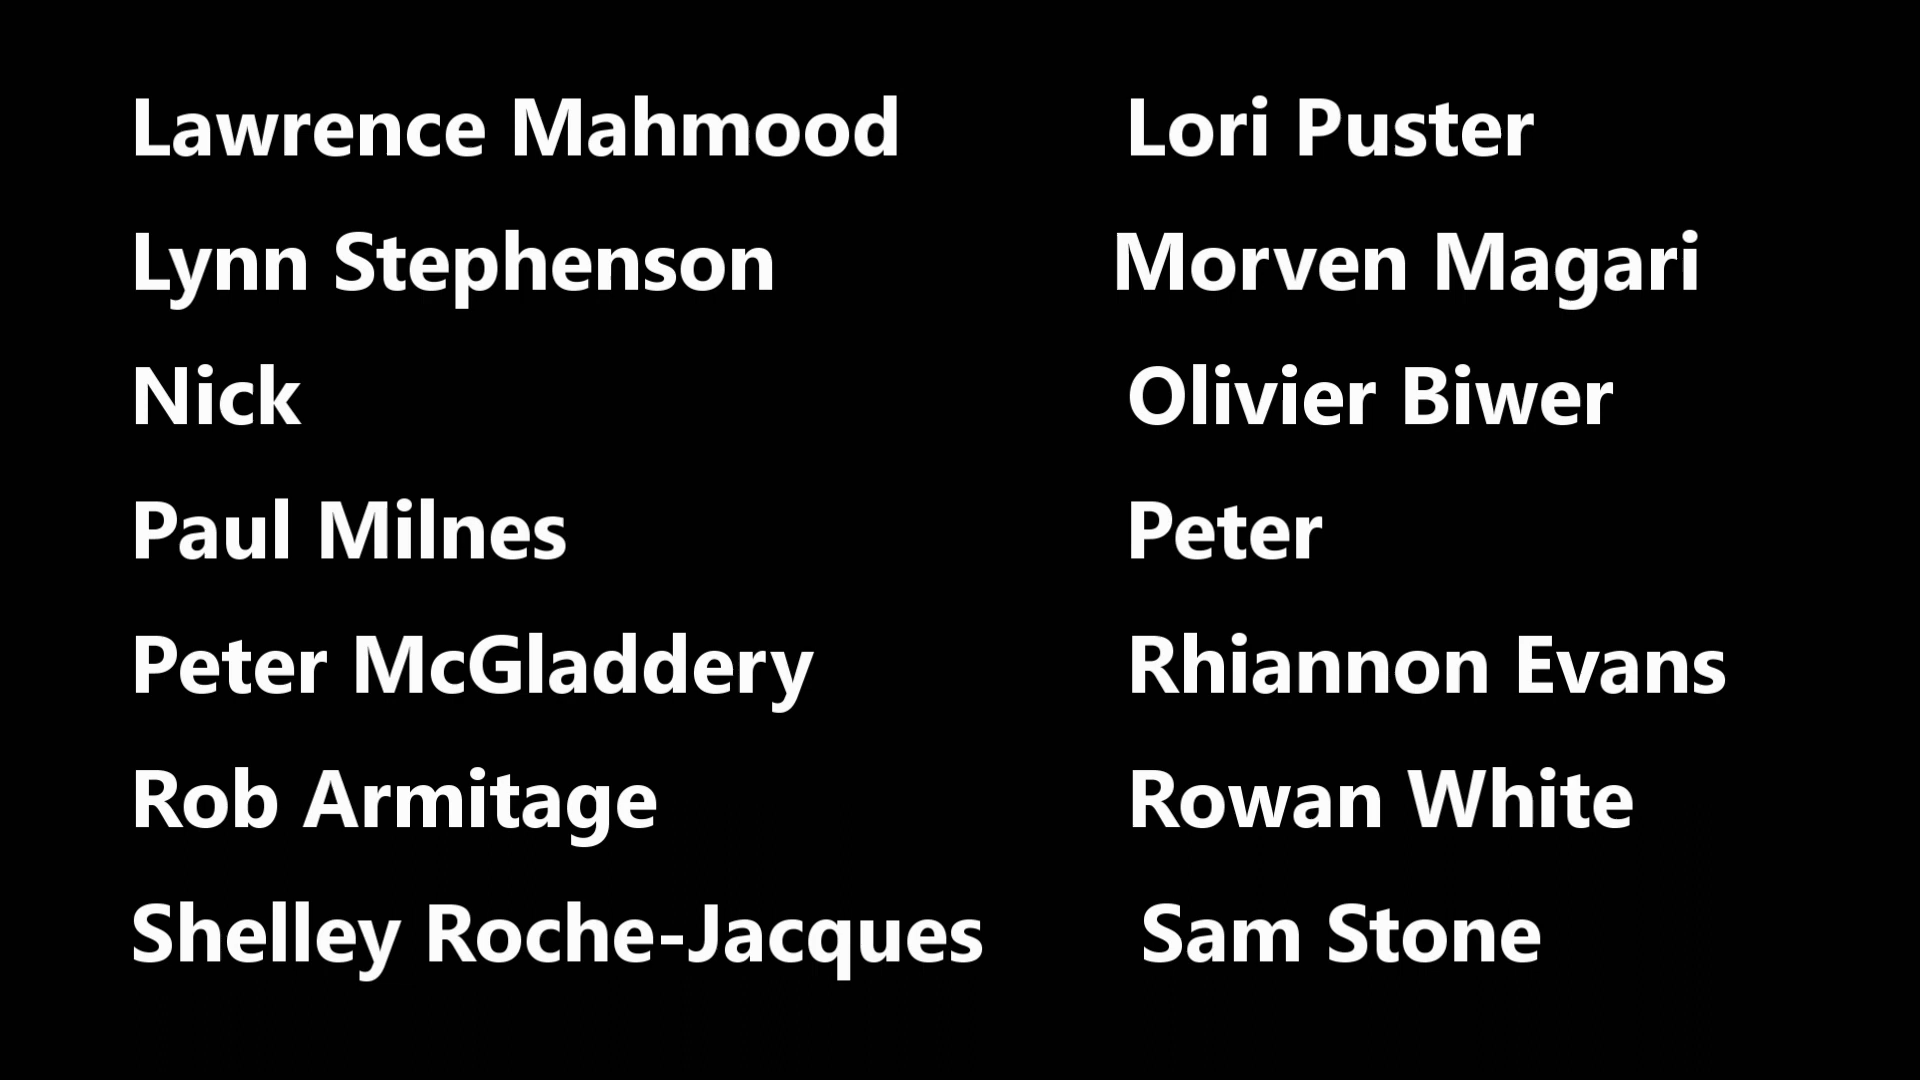 Lawrence Mahmood Lori Puster
Lynn Stephenson Morven Magari
Nick Olivier Biwer
Paul Milnes Peter
Peter McGladdery Rhiannon Evans
Rob Armitage Rowan White
Shelley Roche-Jacques Sam Stone